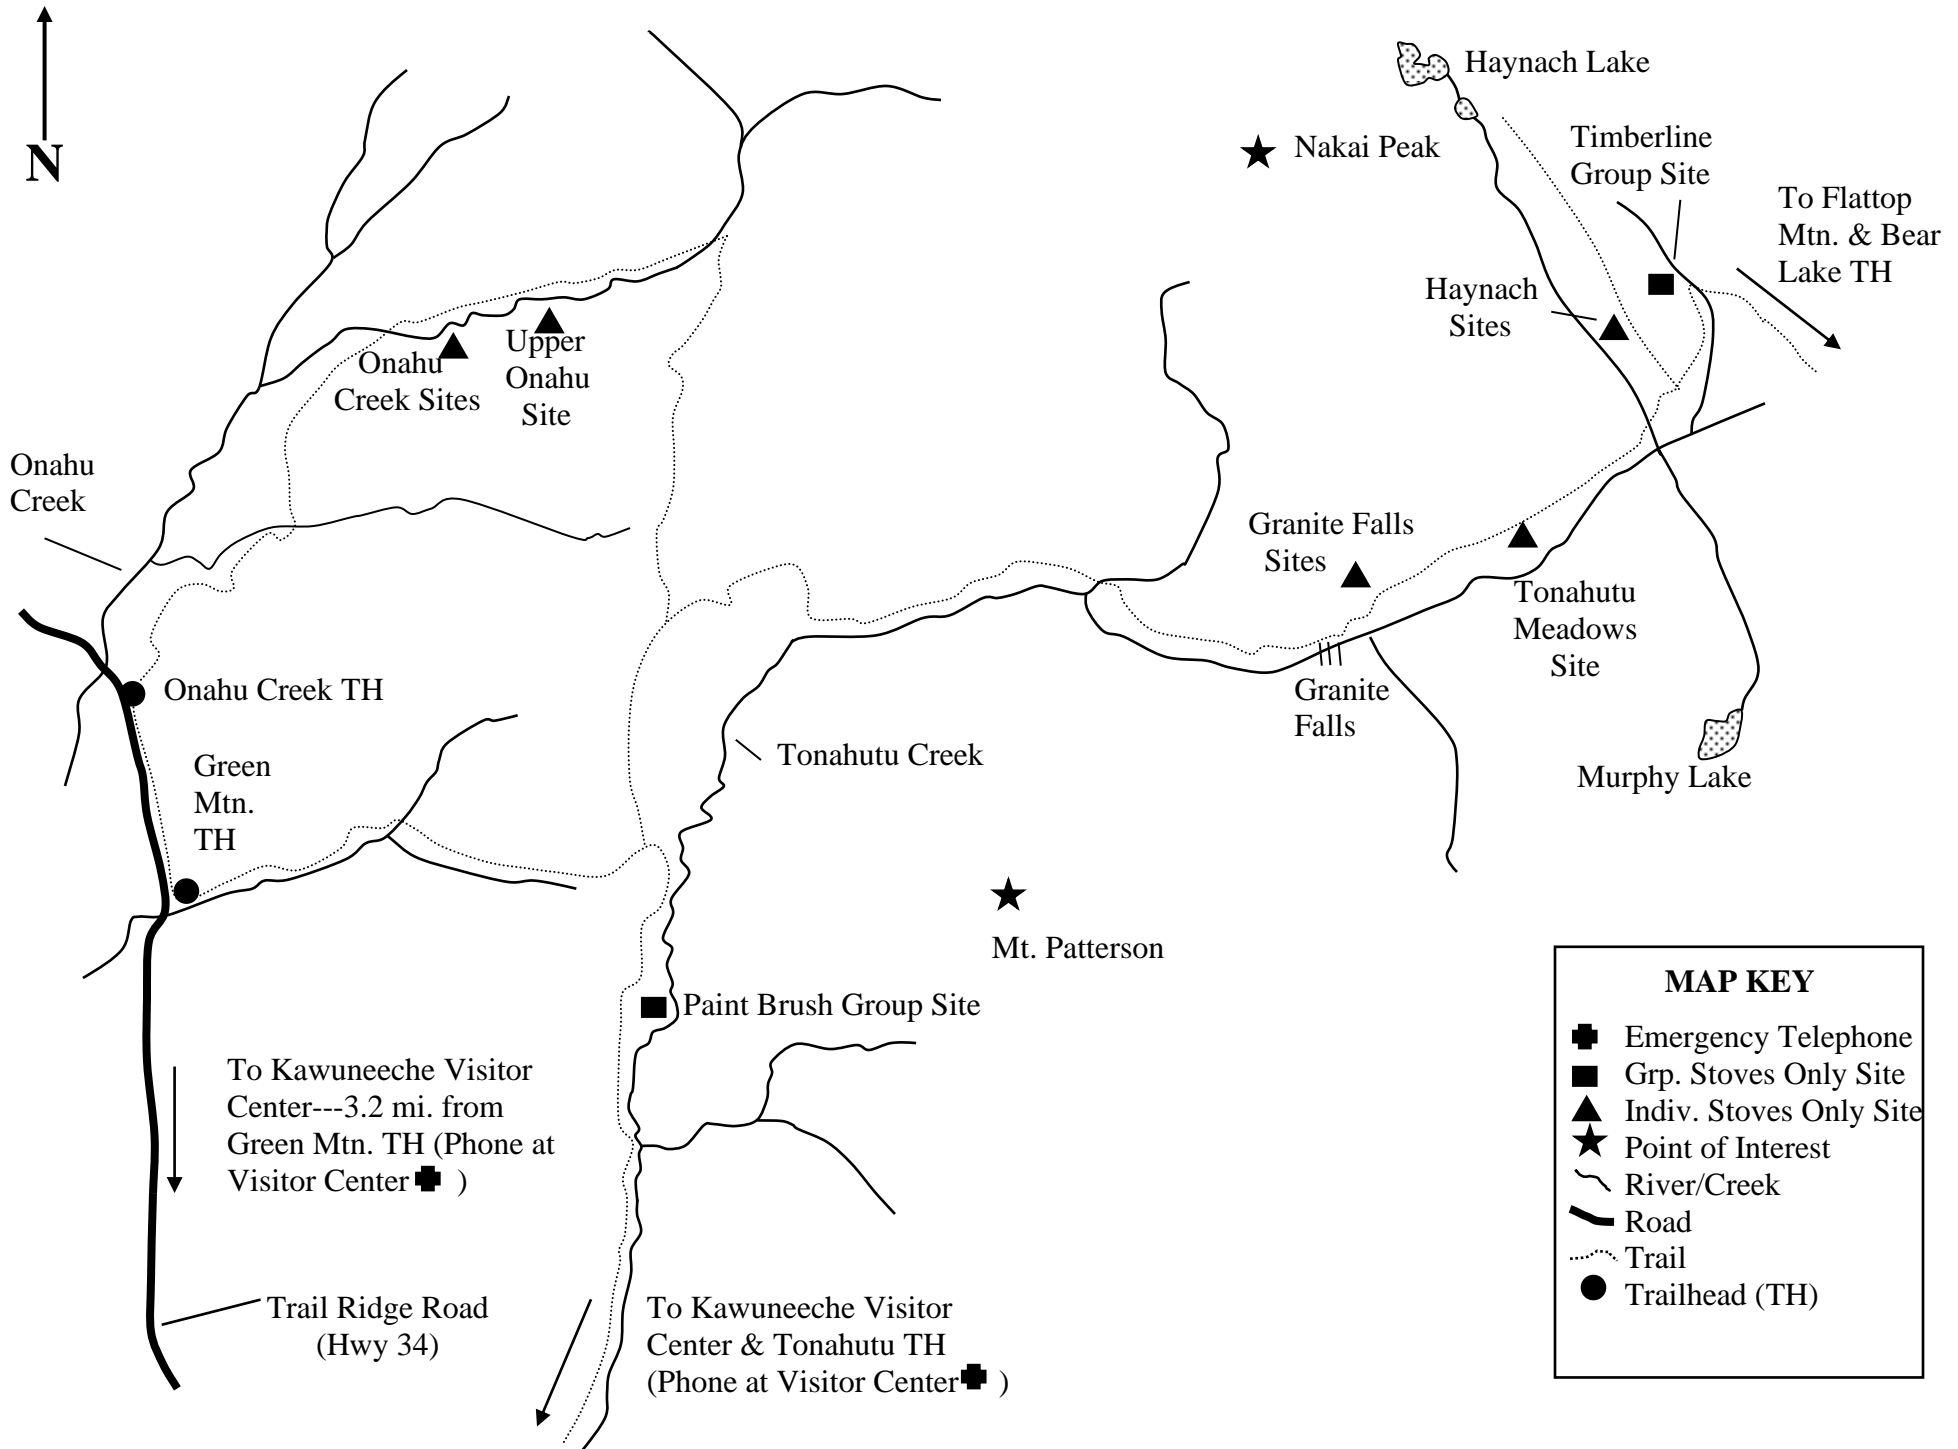 N
Haynach Lake
Nakai Peak
Timberline
Group Site
To Flattop
Mtn. & Bear
Lake TH
Haynach
Sites
Onahu
Creek Sites
Upper
Onahu
Site
Onahu
Creek
Granite Falls
Sites
Tonahutu
Meadows
Site
Granite
Falls
Onahu Creek TH
Tonahutu Creek
Murphy Lake
Green
Mtn.
TH
Mt. Patterson
Paint Brush Group Site
To Kawuneeche Visitor
Center---3.2 mi. from
Green Mtn. TH (Phone at
Visitor Center )
Trail Ridge Road
(Hwy 34)
To Kawuneeche Visitor
Center & Tonahutu TH
(Phone at Visitor Center )
MAP KEY
Emergency Telephone
Grp. Stoves Only Site
Indiv. Stoves Only Site
Point of Interest
River/Creek
Road
Trail
Trailhead (TH)